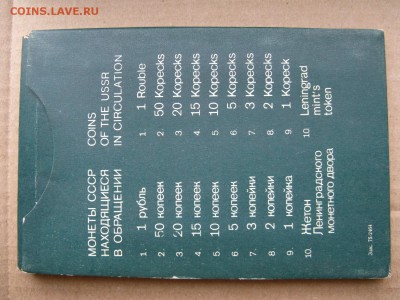 COINS.LAVE.RU
МОНЕТЫ СССР
НАХОДЯЩИЕСЯ
В ОБРАЩЕНИИ
1. 1 рубль
2. 50 копеек
3. 20 копеек
4. 15 копеек
5. 10 копеек
6. 5 копеек
7. 3 копейки
8. 2 копейки
9. 1 копейка
10. Жетон
Ленинградского
монетного двора
COINS
OF THE USSR
IN CIRCULATION
1. 1 Rouble
2. 50 Kopecks
3. 20 Kopecks
4. 15 Kopecks
5. 10 Kopecks
6. 5 Kopecks
7. 3 Kopecks
8. 2 Kopecks
9. 1 Kopeck
10. Leningrad
mint's
token